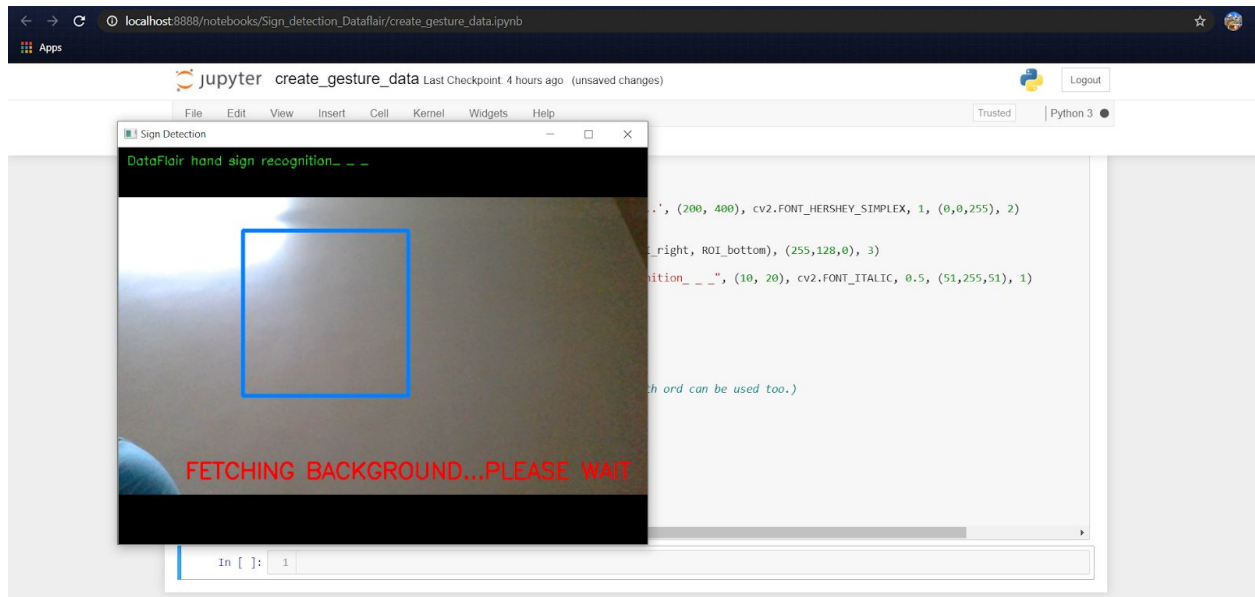 localhost:8888/notebooks/Sign_detection_Dataflair/create_gesture_data.ipynb
Apps
jupyter create_gesture_data Last Checkpoint: 4 hours ago (unsaved changes)
Logout
File Edit View Insert Cell Kernel Widgets Help
Trusted
Python 3
Sign Detection
DataFlair hand sign recognition_ _ _
..', (200, 400), cv2.FONT_HERSHEY_SIMPLEX, 1, (0,0,255), 2)
I_right, ROI_bottom), (255,128,0), 3)
nition_ _ _", (10, 20), cv2.FONT_ITALIC, 0.5, (51,255,51), 1)
th ord can be used too.)
FETCHING BACKGROUND...PLEASE WAIT
In [ ]: 1